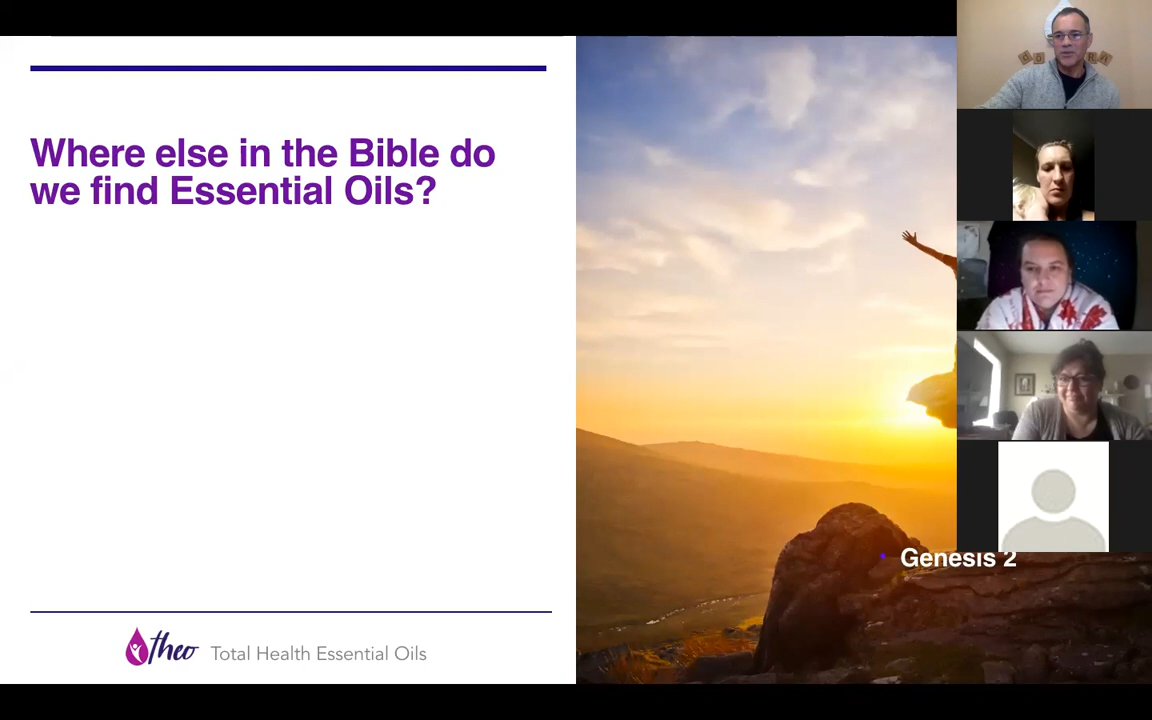 Where else in the Bible do
we find Essential Oils?
Genesis 2
theo Total Health Essential Oils